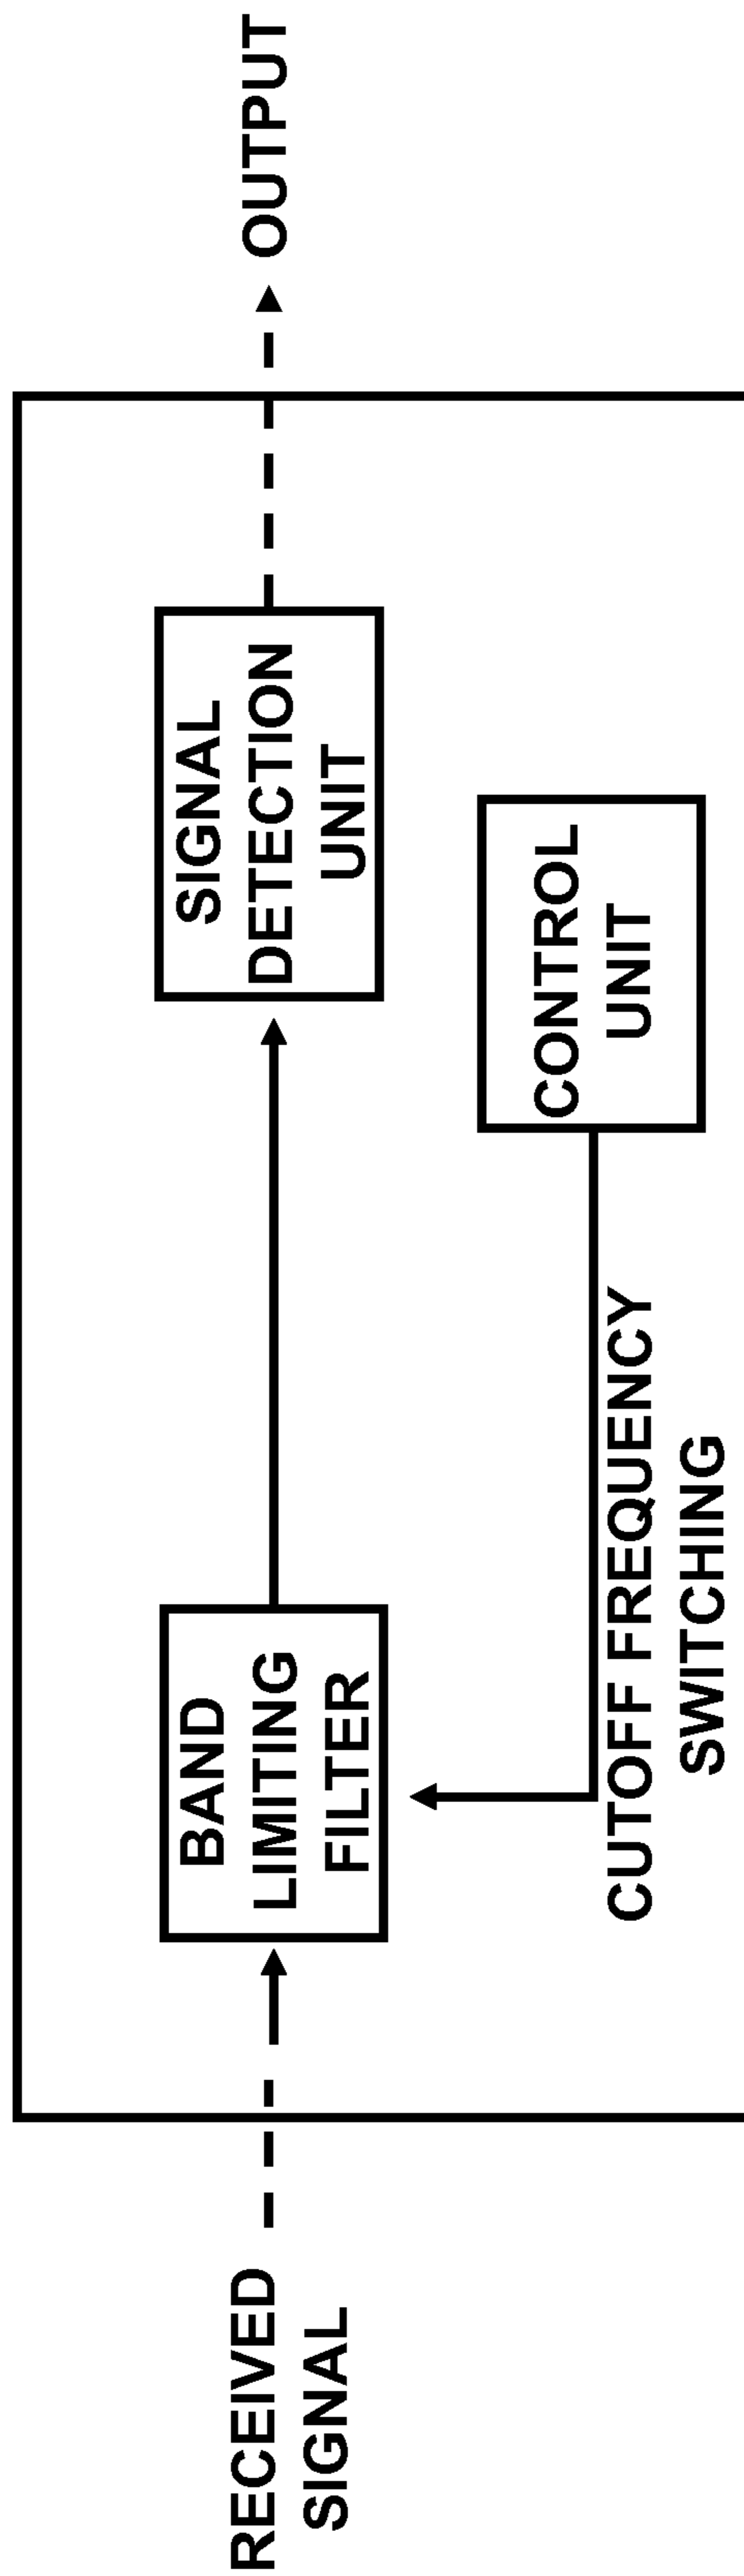 RECEIVED
SIGNAL
BAND
LIMITING
FILTER
SIGNAL
DETECTION
UNIT
OUTPUT
CUTOFF FREQUENCY
SWITCHING
CONTROL
UNIT